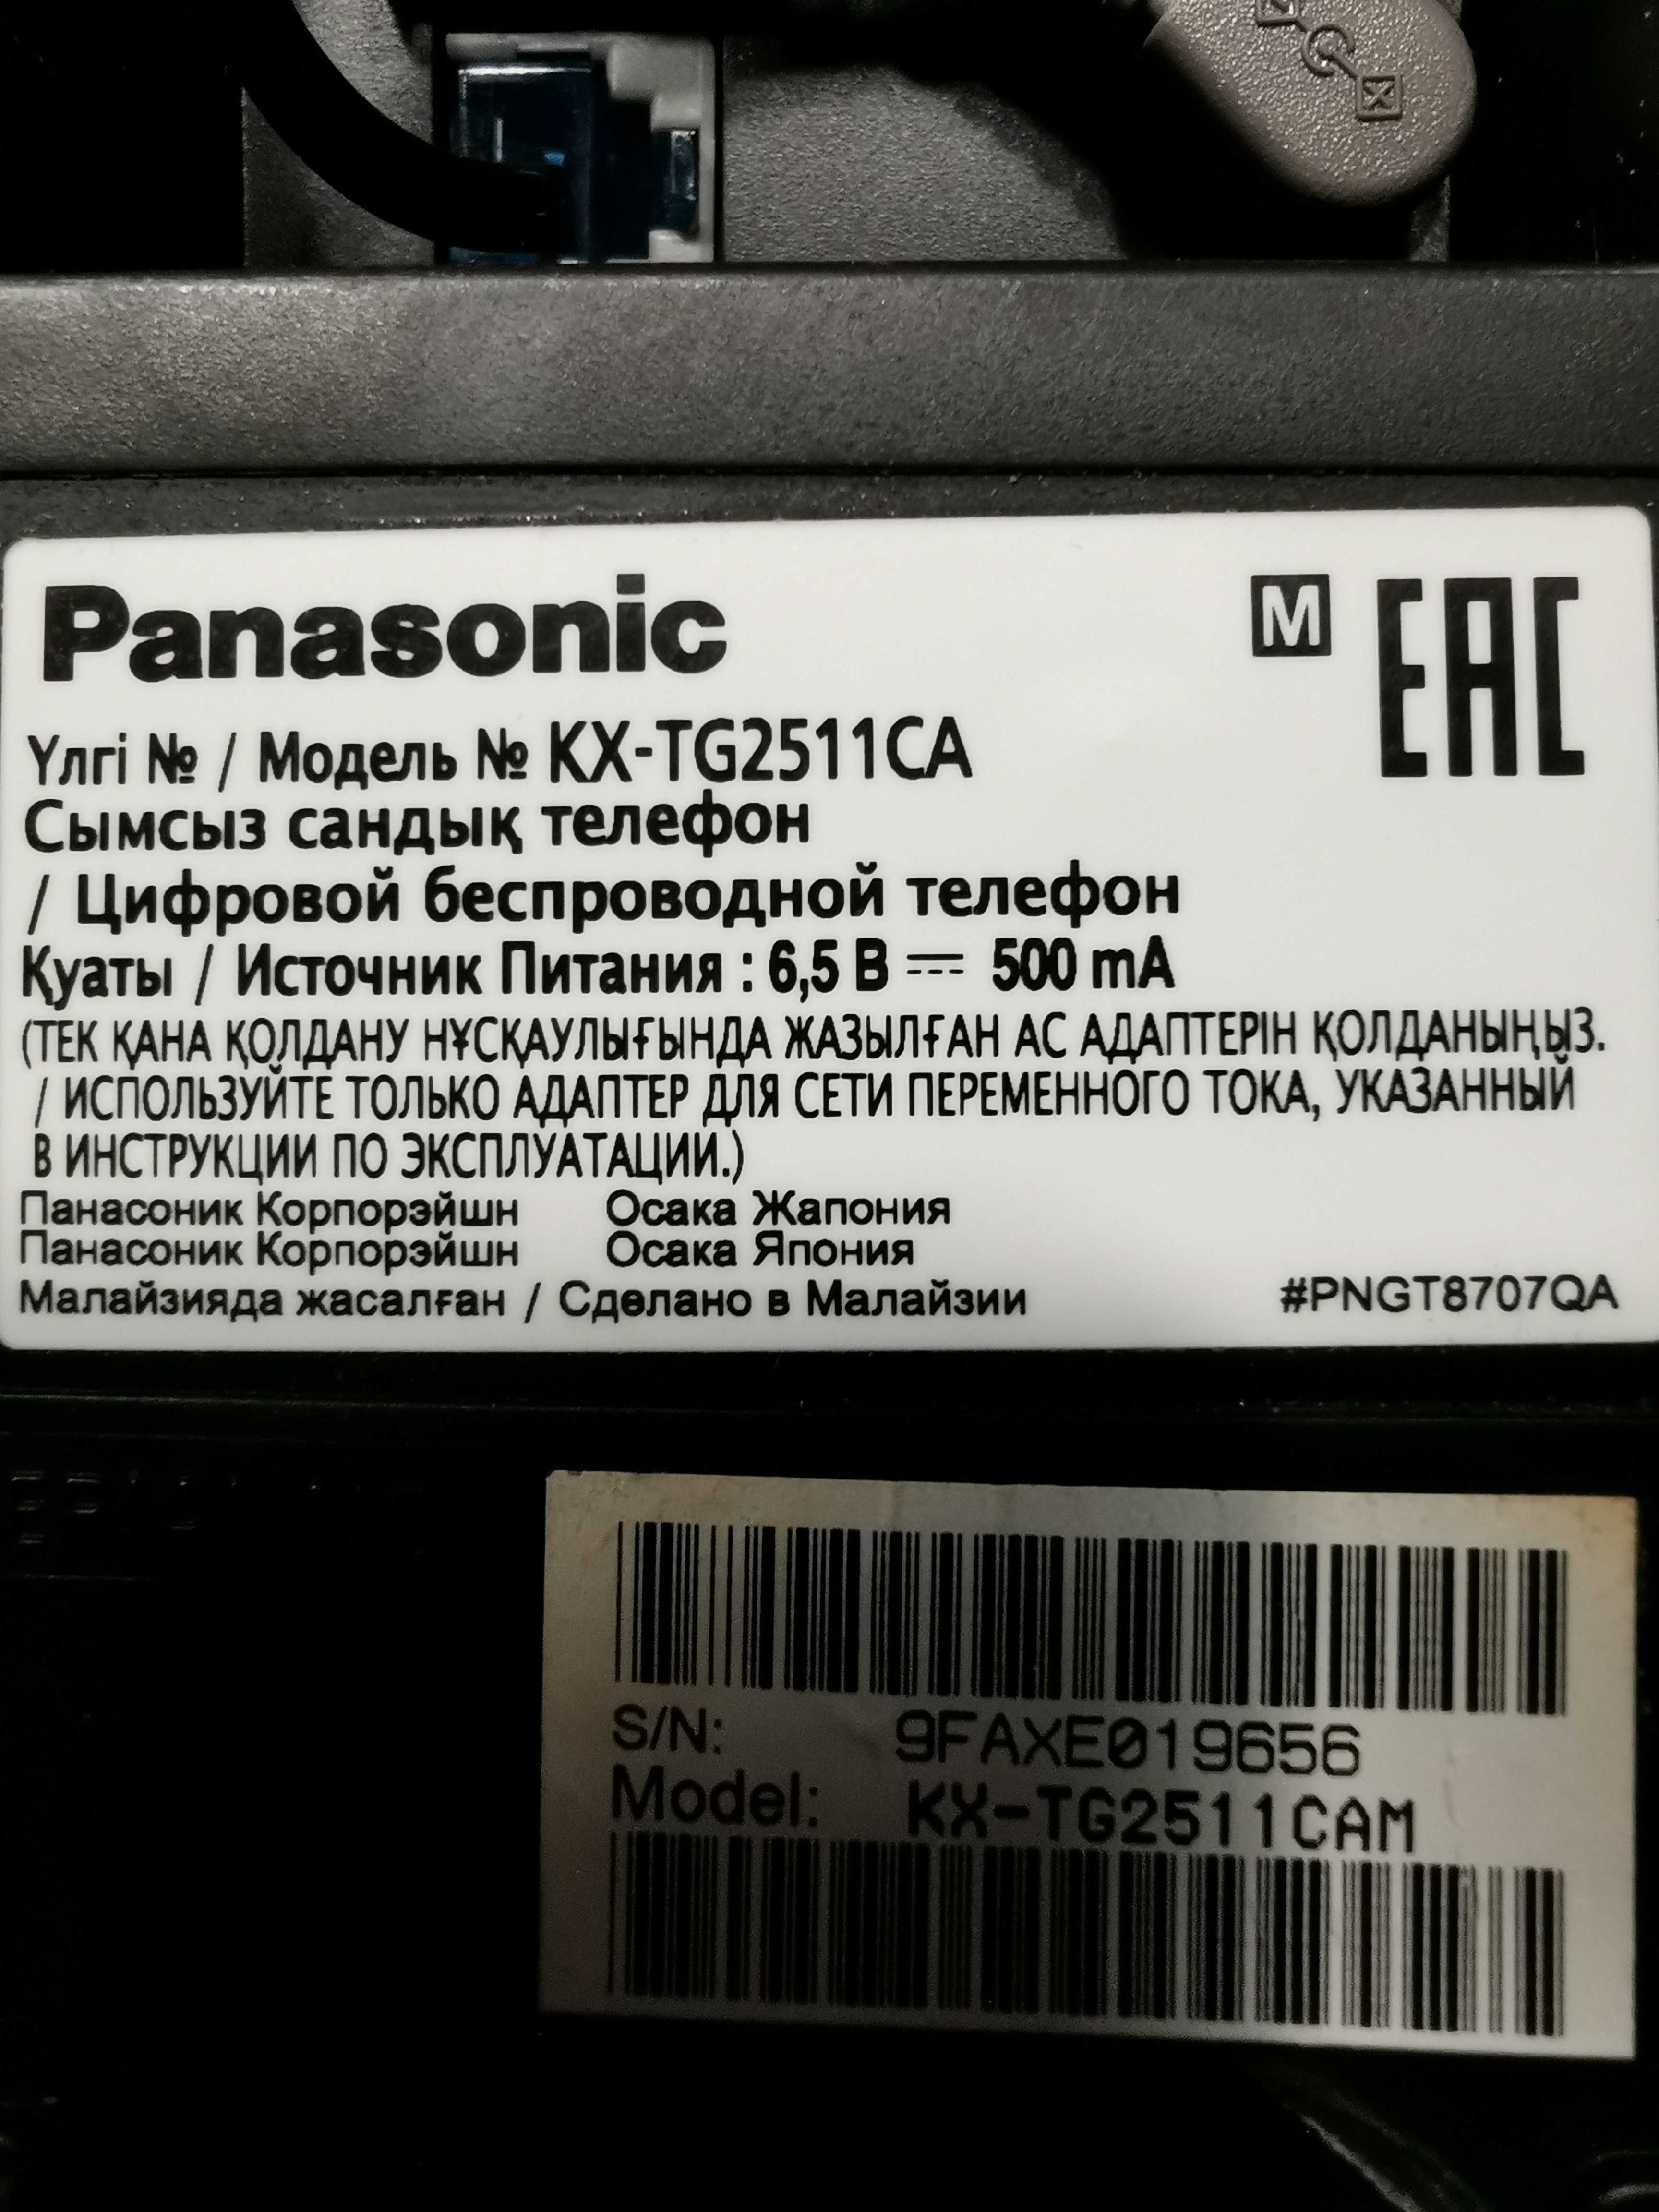 Panasonic
M EAC
Үлгі № / Модель № KX-TG2511CA
Сымсыз сандық телефон
/ Цифровой беспроводной телефон
Қуаты / Источник Питания : 6,5 В ⎓ 500 mA
(ТЕК ҚАНА ҚОЛДАНУ НҰСҚАУЛЫҒЫНДА ЖАЗЫЛҒАН АС АДАПТЕРІН ҚОЛДАНЫҢЫЗ.
/ ИСПОЛЬЗУЙТЕ ТОЛЬКО АДАПТЕР ДЛЯ СЕТИ ПЕРЕМЕННОГО ТОКА, УКАЗАННЫЙ
В ИНСТРУКЦИИ ПО ЭКСПЛУАТАЦИИ.)
Панасоник Корпорэйшн Осака Жапония
Панасоник Корпорэйшн Осака Япония
Малайзияда жасалған / Сделано в Малайзии #PNGT8707QA
S/N: 9FAXE019656
Model: KX-TG2511CAM